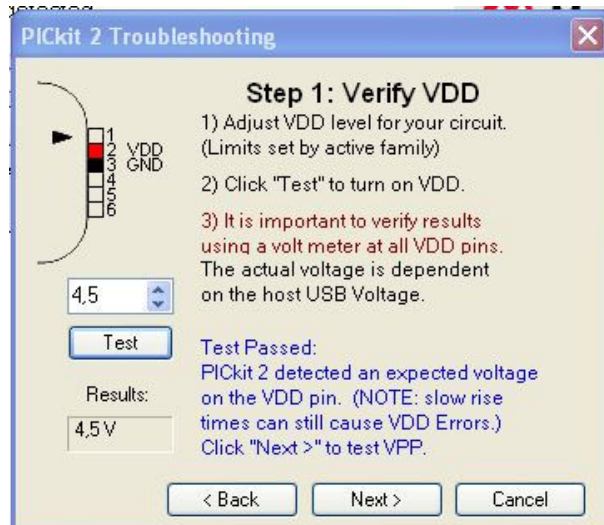 PICkit 2 Troubleshooting
Step 1: Verify VDD
1) Adjust VDD level for your circuit.
(Limits set by active family)
2) Click "Test" to turn on VDD.
3) It is important to verify results
using a volt meter at all VDD pins.
The actual voltage is dependent
on the host USB Voltage.
1
2 VDD
3 GND
4
5
6
4,5
Test
Results:
4,5 V
Test Passed:
PICkit 2 detected an expected voltage
on the VDD pin. (NOTE: slow rise
times can still cause VDD Errors.)
Click "Next >" to test VPP.
< Back
Next >
Cancel